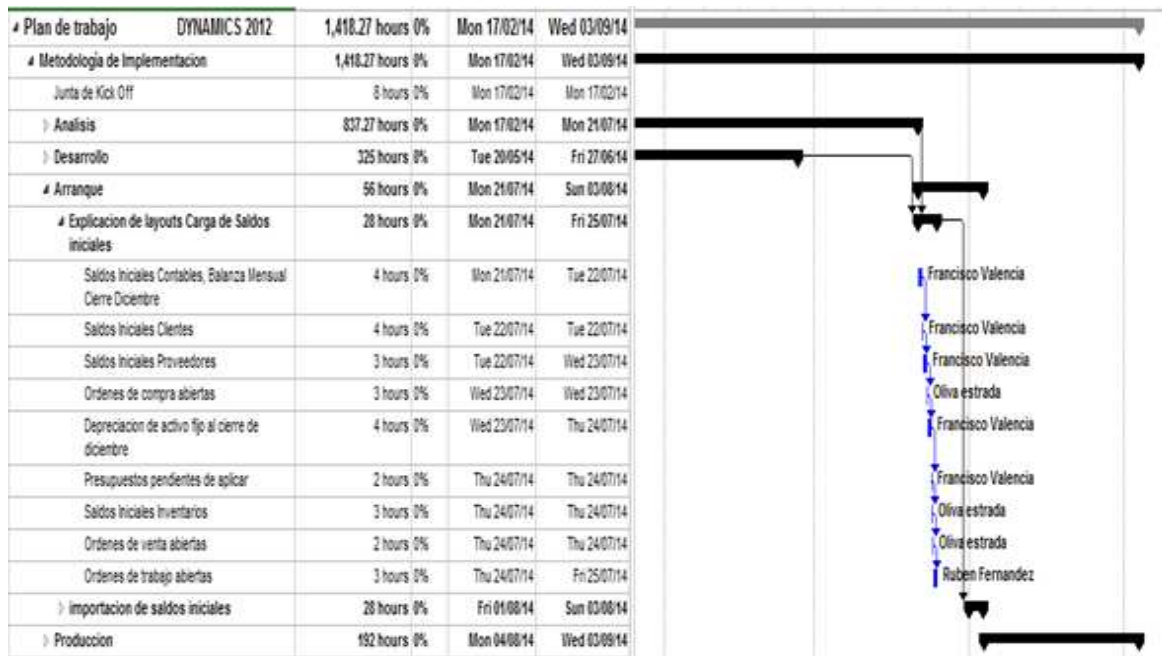 Plan de trabajo DYNAMICS 2012 1,418.27 hours 0% Mon 17/02/14 Wed 03/09/14
Metodologia de Implementacion 1,418.27 hours 0% Mon 17/02/14 Wed 03/09/14
Junta de Kick Off 8 hours 0% Mon 17/02/14 Mon 17/02/14
Analisis 837.27 hours 0% Mon 17/02/14 Mon 21/07/14
Desarrollo 325 hours 0% Tue 20/05/14 Fri 27/06/14
Arranque 56 hours 0% Mon 21/07/14 Sun 03/08/14
Explicacion de layouts Carga de Saldos 28 hours 0% Mon 21/07/14 Fri 25/07/14
iniciales
Saldos Iniciales Contables, Balanza Mensual 4 hours 0% Mon 21/07/14 Tue 22/07/14 Francisco Valencia
Cierre Diciembre
Saldos Iniciales Clientes 4 hours 0% Tue 22/07/14 Tue 22/07/14 Francisco Valencia
Saldos Iniciales Proveedores 3 hours 0% Tue 22/07/14 Wed 23/07/14 Francisco Valencia
Ordenes de compra abiertas 3 hours 0% Wed 23/07/14 Wed 23/07/14 Oliva estrada
Depreciacion de activo fijo al cierre de 4 hours 0% Wed 23/07/14 Thu 24/07/14 Francisco Valencia
diciembre
Presupuestos pendientes de aplicar 2 hours 0% Thu 24/07/14 Thu 24/07/14 Francisco Valencia
Saldos Iniciales Inventarios 3 hours 0% Thu 24/07/14 Thu 24/07/14 Oliva estrada
Ordenes de venta abiertas 2 hours 0% Thu 24/07/14 Thu 24/07/14 Oliva estrada
Ordenes de trabajo abiertas 3 hours 0% Thu 24/07/14 Fri 25/07/14 Ruben Fernandez
importacion de saldos iniciales 28 hours 0% Fri 01/08/14 Sun 03/08/14
Produccion 192 hours 0% Mon 04/08/14 Wed 03/09/14